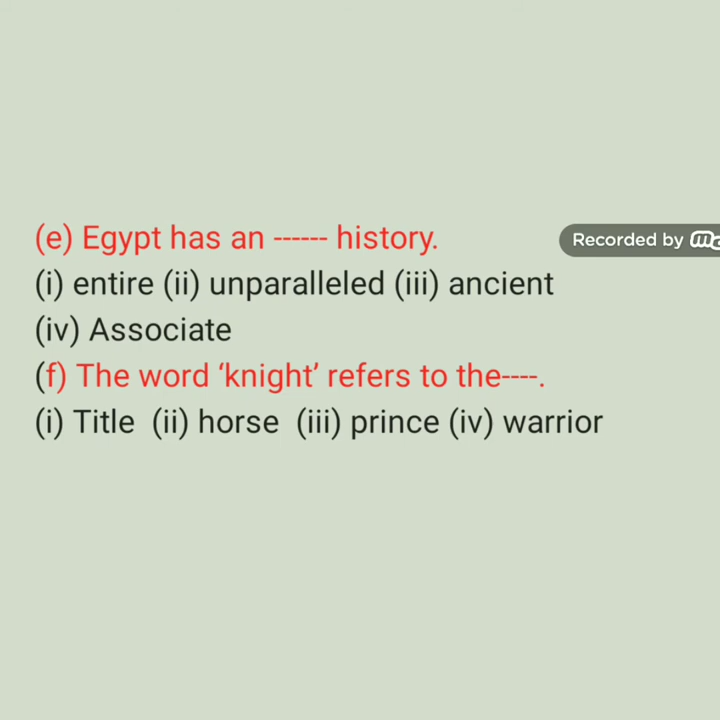 (e) Egypt has an ------ history.
Recorded by
(i) entire (ii) unparalleled (iii) ancient
(iv) Associate
(f) The word ‘knight’ refers to the----.
(i) Title (ii) horse (iii) prince (iv) warrior